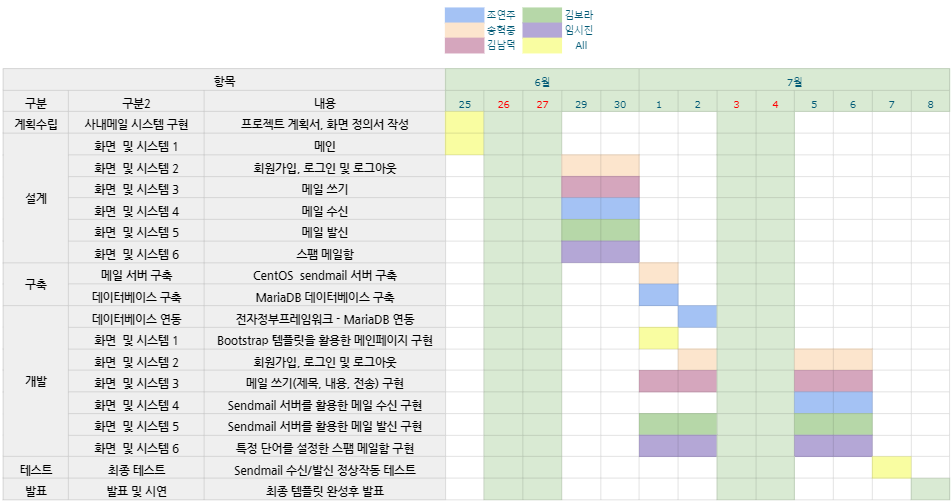 조연주 김보라
송혁중 임시진
김남덕 All
항목 6월 7월
구분 구분2 내용 25 26 27 29 30 1 2 3 4 5 6 7 8
계획수립 사내메일 시스템 구현 프로젝트 계획서, 화면 정의서 작성
설계 화면 및 시스템 1 메인
화면 및 시스템 2 회원가입, 로그인 및 로그아웃
화면 및 시스템 3 메일 쓰기
화면 및 시스템 4 메일 수신
화면 및 시스템 5 메일 발신
화면 및 시스템 6 스팸 메일함
구축 메일 서버 구축 CentOS sendmail 서버 구축
데이터베이스 구축 MariaDB 데이터베이스 구축
개발 데이터베이스 연동 전자정부프레임워크 - MariaDB 연동
화면 및 시스템 1 Bootstrap 템플릿을 활용한 메인페이지 구현
화면 및 시스템 2 회원가입, 로그인 및 로그아웃
화면 및 시스템 3 메일 쓰기(제목, 내용, 전송) 구현
화면 및 시스템 4 Sendmail 서버를 활용한 메일 수신 구현
화면 및 시스템 5 Sendmail 서버를 활용한 메일 발신 구현
화면 및 시스템 6 특정 단어를 설정한 스팸 메일함 구현
테스트 최종 테스트 Sendmail 수신/발신 정상작동 테스트
발표 발표 및 시연 최종 템플릿 완성후 발표